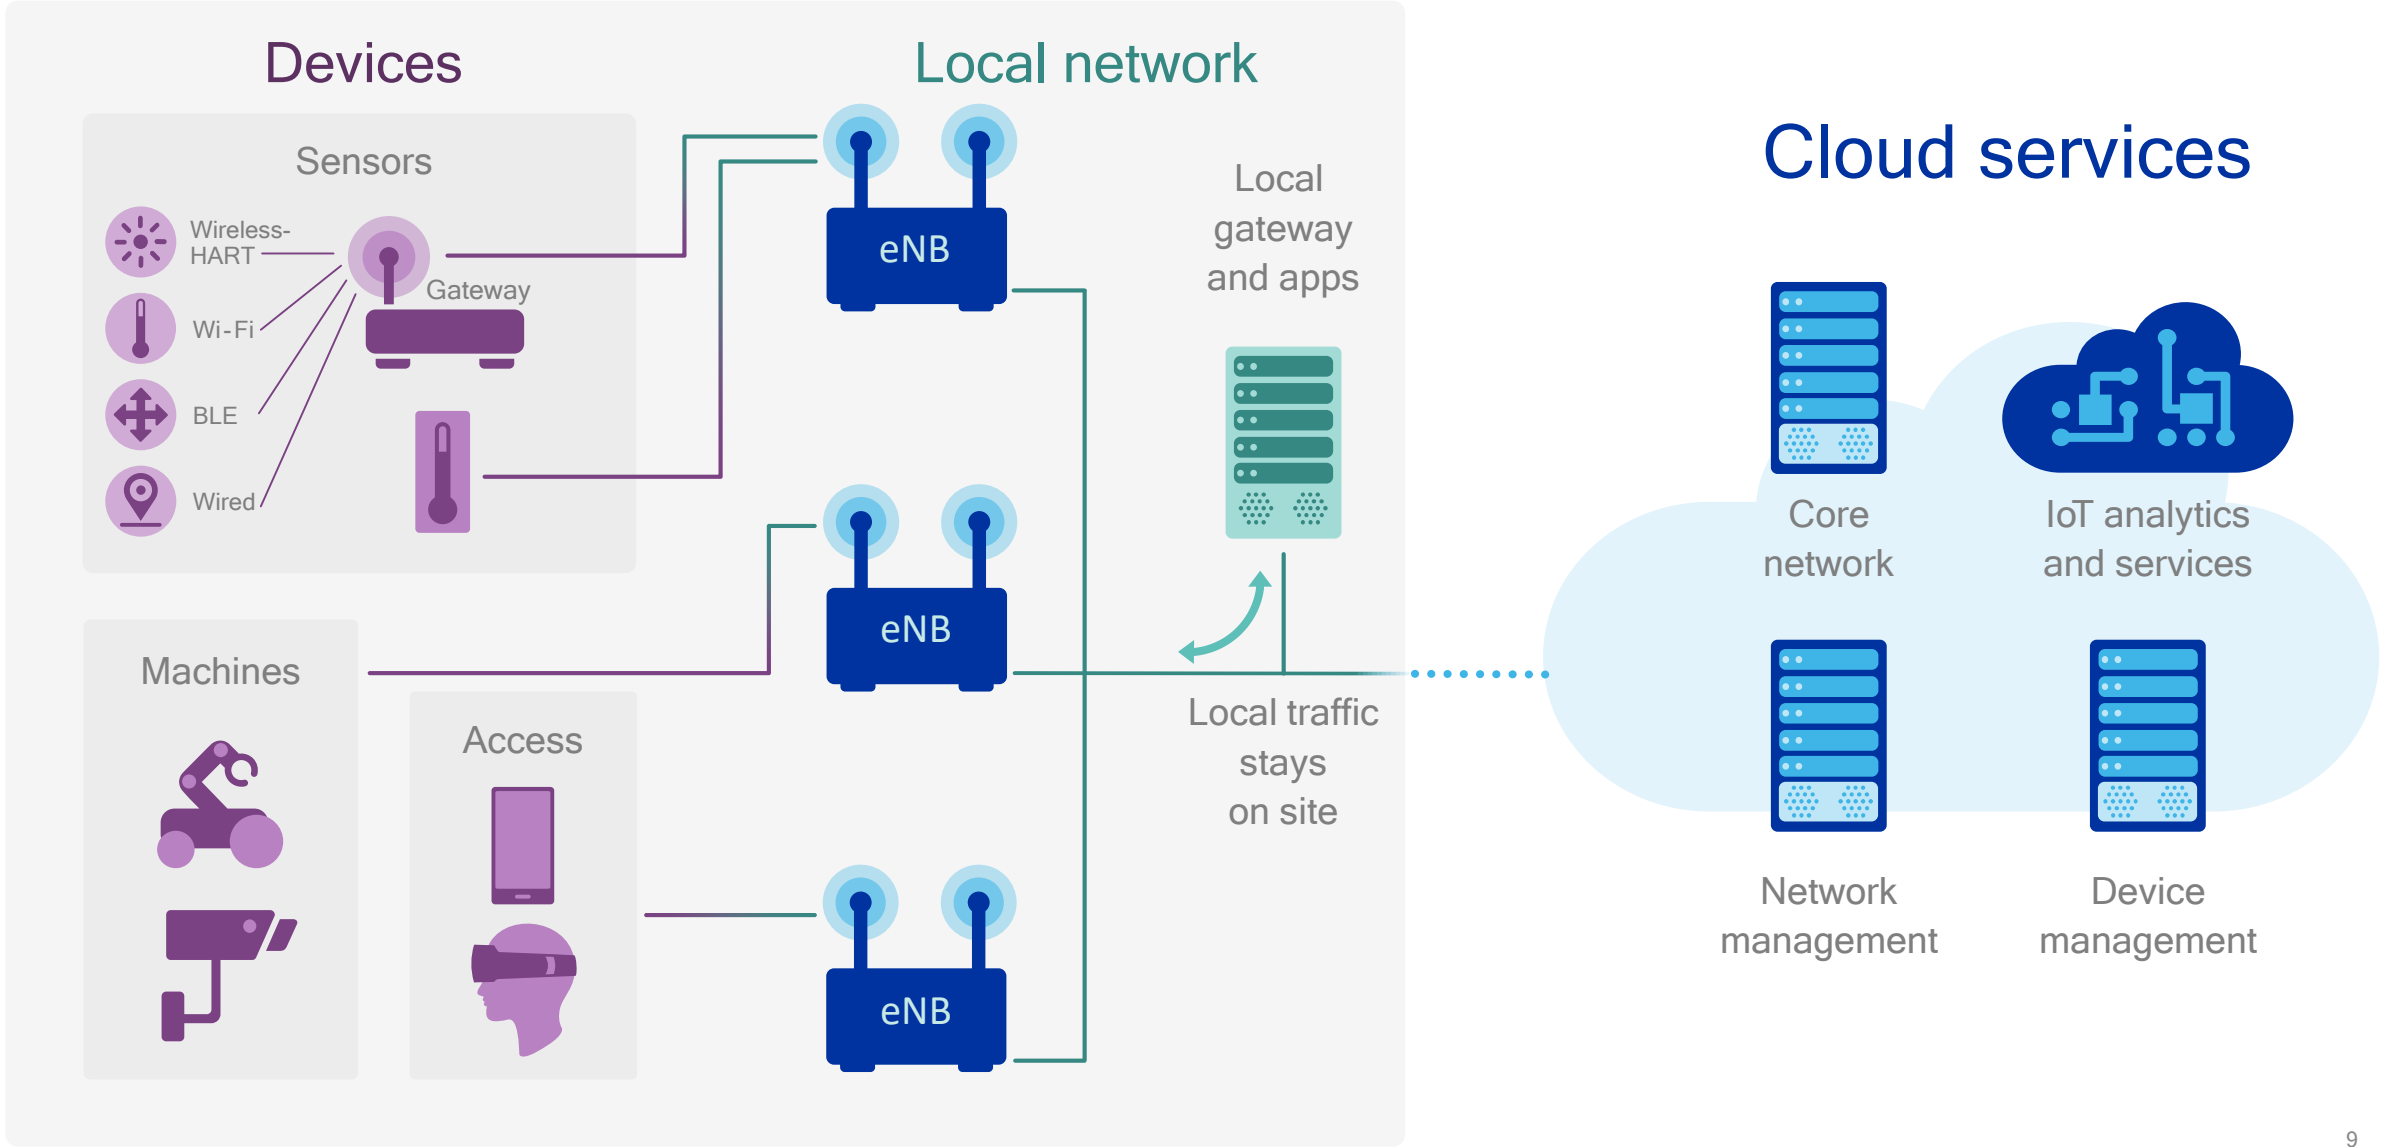 Devices
Local network
Cloud services
Sensors
Wireless-
HART
Wi-Fi
BLE
Wired
Gateway
Machines
Access
eNB
eNB
eNB
Local
gateway
and apps
Local traffic
stays
on site
Core
network
IoT analytics
and services
Network
management
Device
management
9